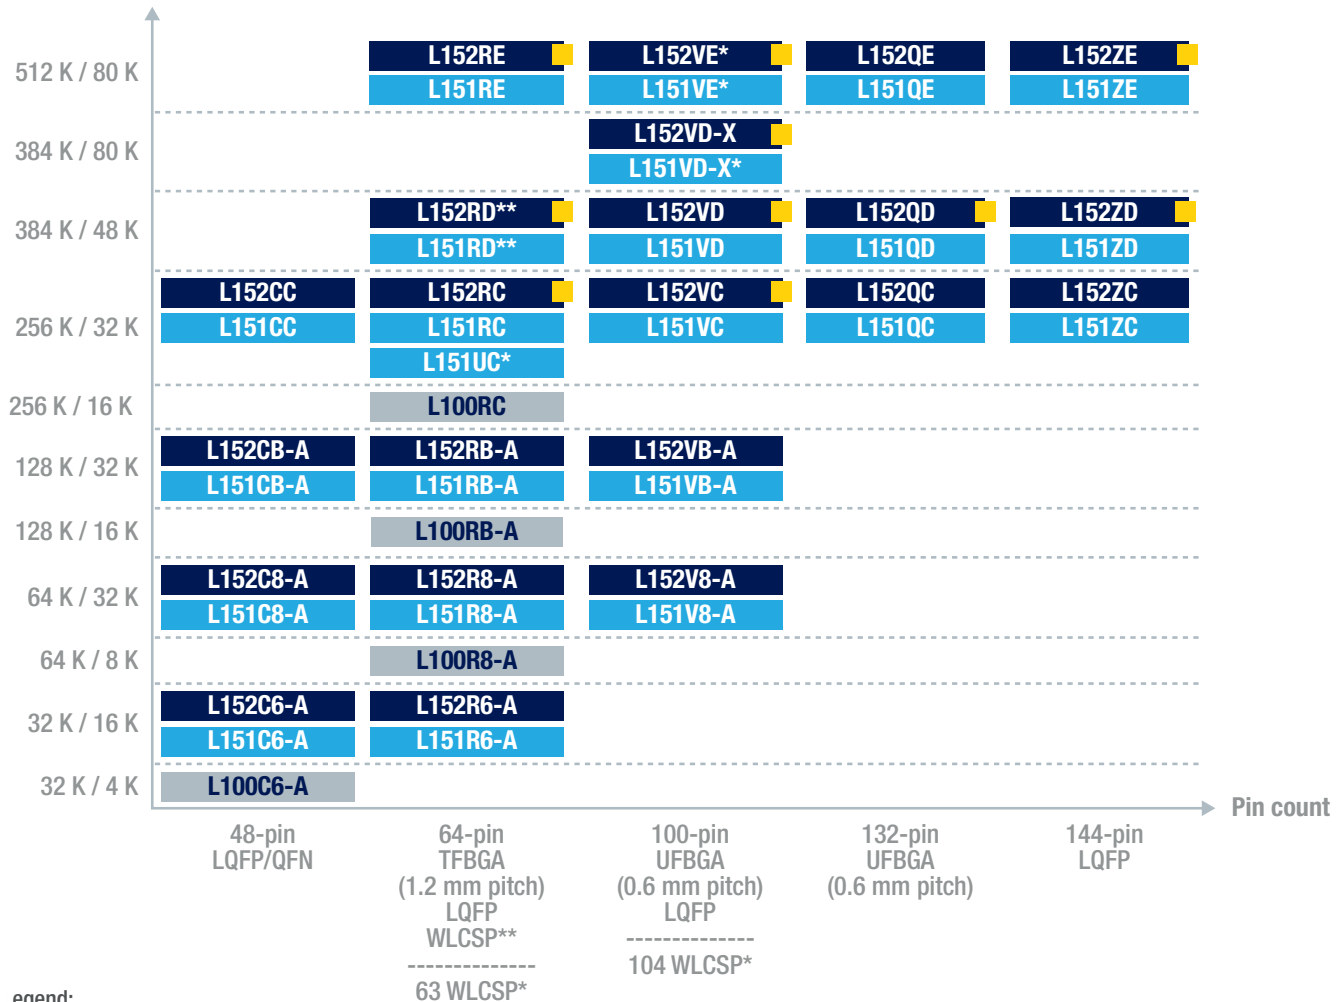 512 K / 80 K
L152RE
L152VE*
L152QE
L152ZE
L151RE
L151VE*
L151QE
L151ZE
384 K / 80 K
L152VD-X
L151VD-X*
384 K / 48 K
L152RD**
L152VD
L152QD
L152ZD
L151RD**
L151VD
L151QD
L151ZD
256 K / 32 K
L152CC
L152RC
L152VC
L152QC
L152ZC
L151CC
L151RC
L151VC
L151QC
L151ZC
L151UC*
256 K / 16 K
L100RC
128 K / 32 K
L152CB-A
L152RB-A
L152VB-A
L151CB-A
L151RB-A
L151VB-A
128 K / 16 K
L100RB-A
64 K / 32 K
L152C8-A
L152R8-A
L152V8-A
L151C8-A
L151R8-A
L151V8-A
64 K / 8 K
L100R8-A
32 K / 16 K
L152C6-A
L152R6-A
L151C6-A
L151R6-A
32 K / 4 K
L100C6-A
Pin count
48-pin
LQFP/QFN
64-pin
TFBGA
(1.2 mm pitch)
LQFP
WLCSP**
--------------
63 WLCSP*
100-pin
UFBGA
(0.6 mm pitch)
LQFP
--------------
104 WLCSP*
132-pin
UFBGA
(0.6 mm pitch)
144-pin
LQFP
egend: